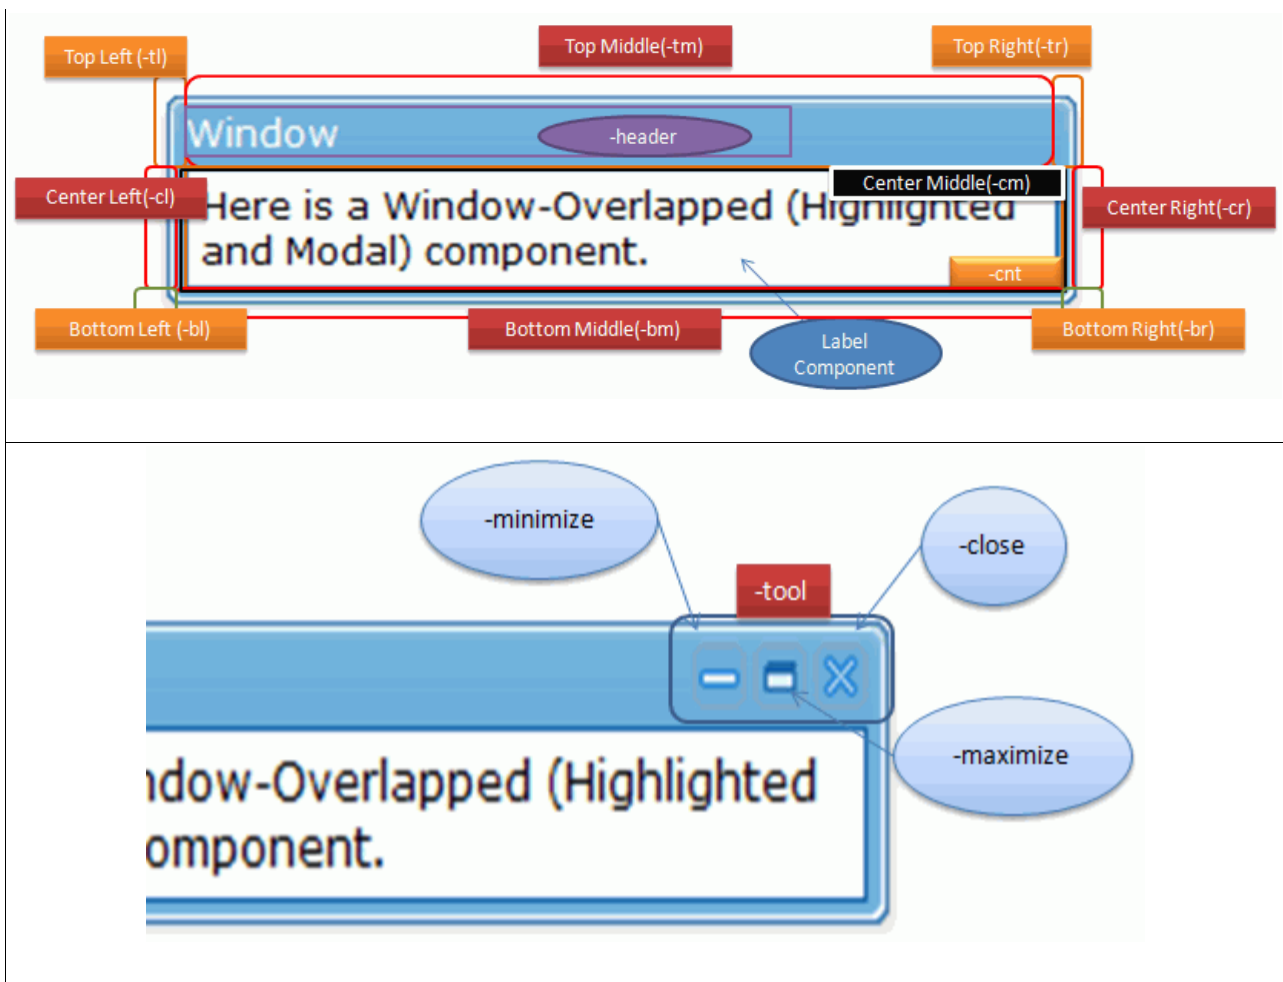 Top Left (-tl)
Top Middle(-tm)
Top Right(-tr)
Window
-header
Center Left(-cl)
Center Middle(-cm)
Center Right(-cr)
Here is a Window-Overlapped (Highlighted
and Modal) component.
-cnt
Bottom Left (-bl)
Bottom Middle(-bm)
Bottom Right(-br)
Label
Component
-minimize
-close
-tool
-maximize
ndow-Overlapped (Highlighted
omponent.